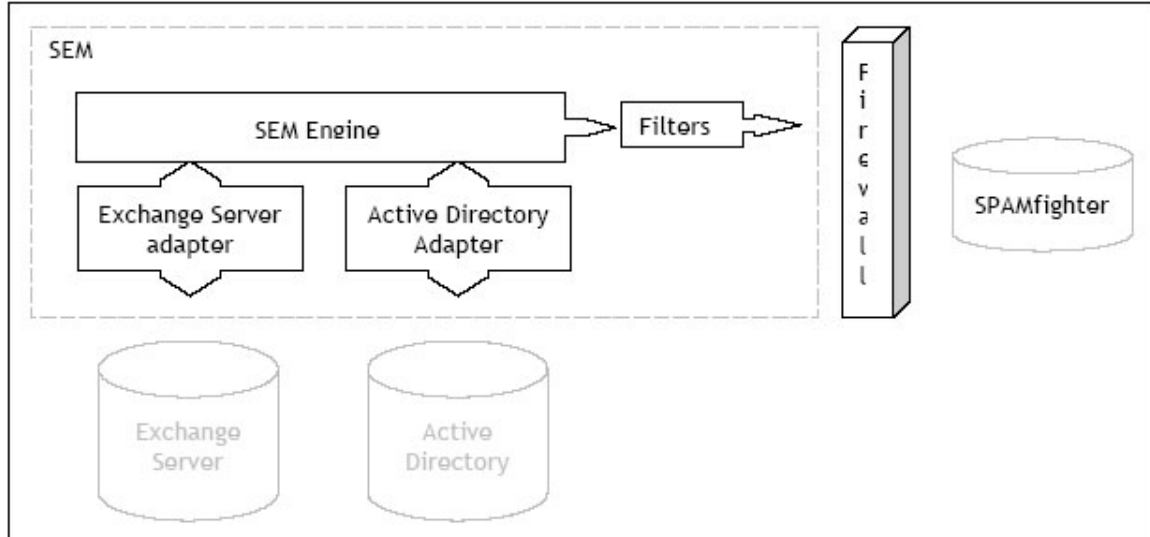 SEM
SEM Engine
Filters
Exchange Server
adapter
Active Directory
Adapter
F
i
r
e
v
a
l
l
SPAMfighter
Exchange
Server
Active
Directory